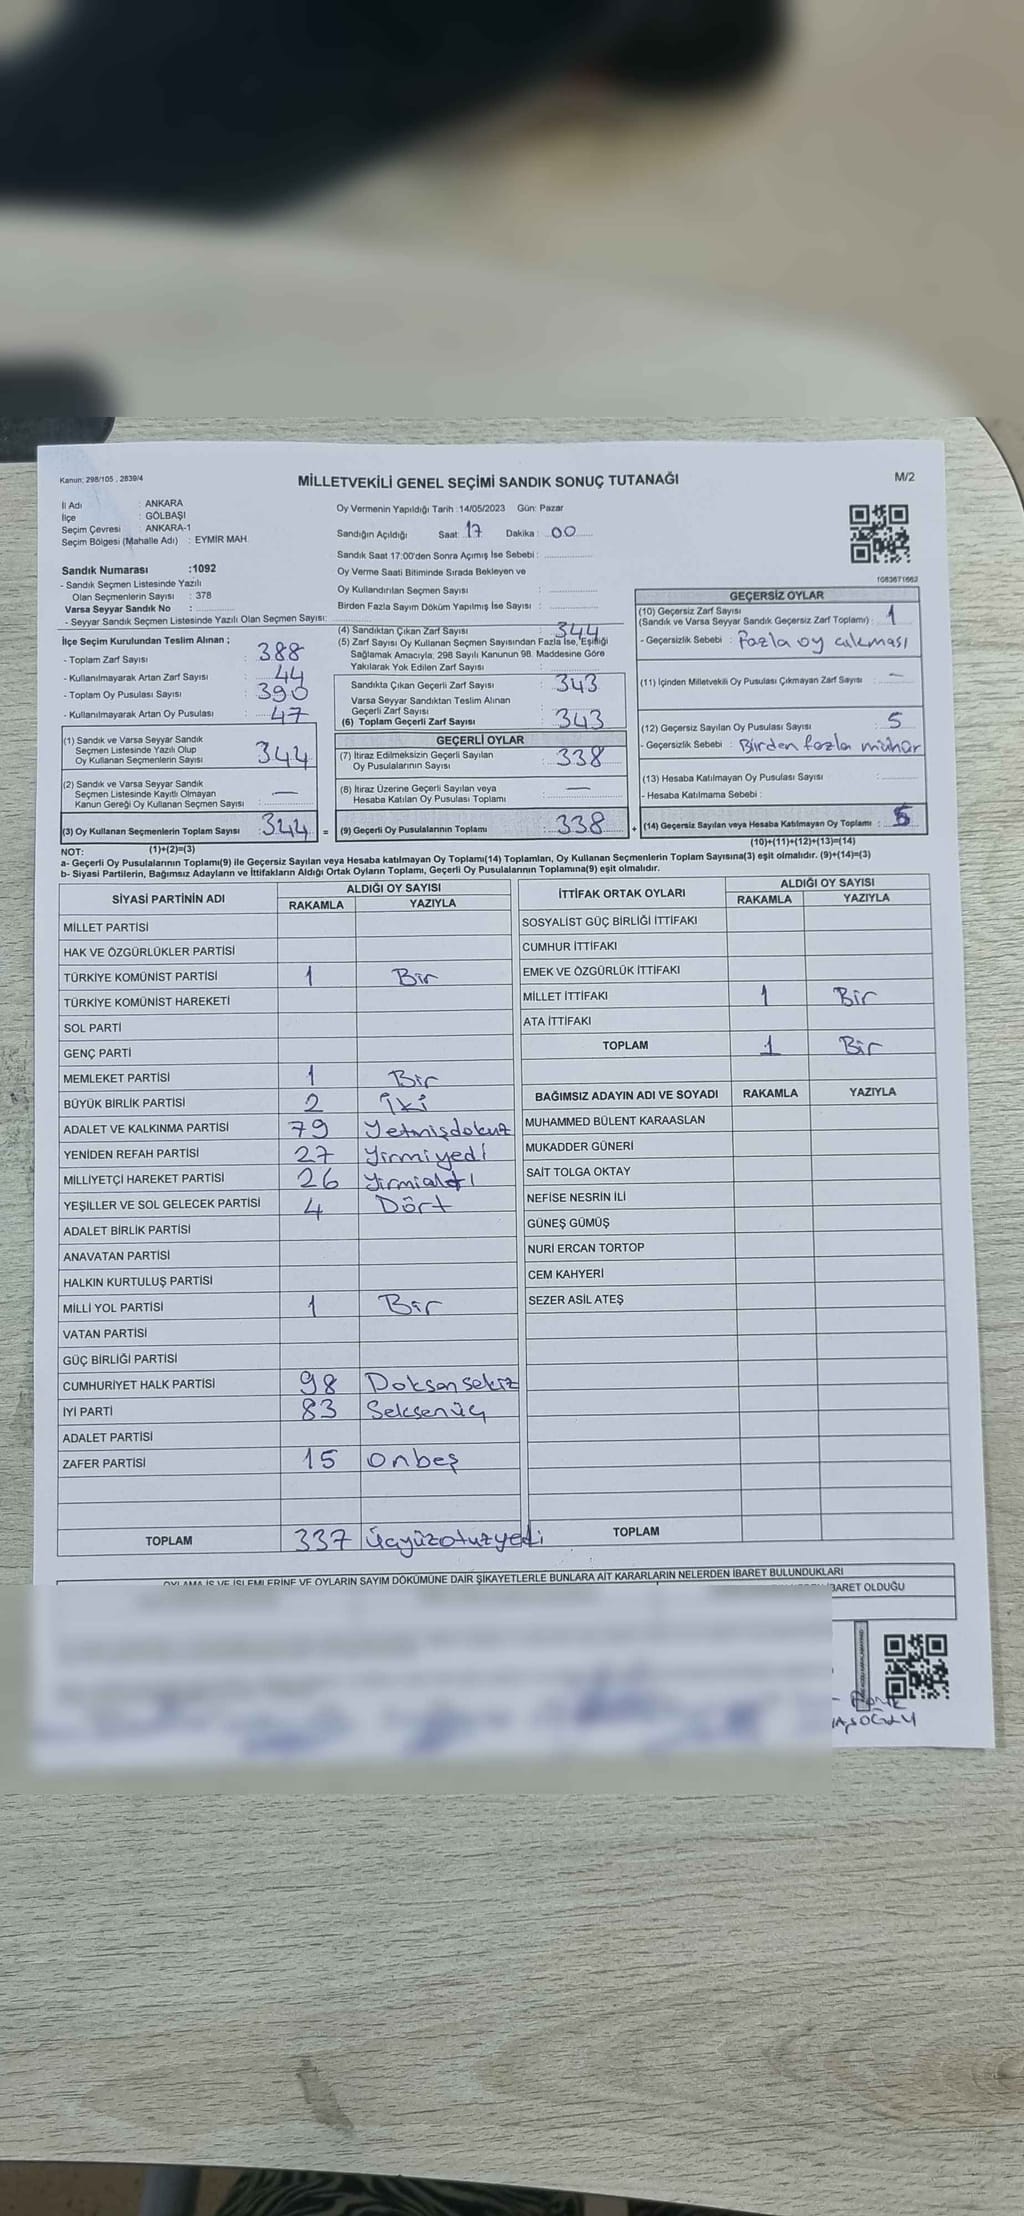 Kanun: 298/105 , 2839/4
MİLLETVEKİLİ GENEL SEÇİMİ SANDIK SONUÇ TUTANAĞI
M/2
İl Adı : ANKARA
İlçe : GÖLBAŞI
Seçim Çevresi : ANKARA-1
Seçim Bölgesi (Mahalle Adı) : EYMİR MAH.
Sandık Numarası :1092
- Sandık Seçmen Listesinde Yazılı
Olan Seçmenlerin Sayısı : 378
Varsa Seyyar Sandık No :
- Seyyar Sandık Seçmen Listesinde Yazılı Olan Seçmen Sayısı:
Oy Vermenin Yapıldığı Tarih :14/05/2023 Gün: Pazar
Sandığın Açıldığı Saat: 17 Dakika : 00
Sandık Saat 17:00'den Sonra Açmış İse Sebebi :
Oy Verme Saati Bitiminde Sırada Bekleyen ve
Oy Kullandırılan Seçmen Sayısı :
Birden Fazla Sayım Döküm Yapılmış İse Sayısı :
1083671662
İlçe Seçim Kurulundan Teslim Alınan ;
- Toplam Zarf Sayısı : 388
- Kullanılmayarak Artan Zarf Sayısı : 44
- Toplam Oy Pusulası Sayısı : 390
- Kullanılmayarak Artan Oy Pusulası : 47
(1) Sandık ve Varsa Seyyar Sandık
Seçmen Listesinde Yazılı Olup
Oy Kullanan Seçmenlerin Sayısı : 344
(2) Sandık ve Varsa Seyyar Sandık
Seçmen Listesinde Kayıtlı Olmayan
Kanun Gereği Oy Kullanan Seçmen Sayısı : —
(3) Oy Kullanan Seçmenlerin Toplam Sayısı : 344 =
(4) Sandıktan Çıkan Zarf Sayısı : 344
(5) Zarf Sayısı Oy Kullanan Seçmen Sayısından Fazla İse, Eşitliği
Sağlamak Amacıyla; 298 Sayılı Kanunun 98. Maddesine Göre
Yakılarak Yok Edilen Zarf Sayısı :
Sandıkta Çıkan Geçerli Zarf Sayısı : 343
Varsa Seyyar Sandıktan Teslim Alınan
Geçerli Zarf Sayısı :
(6) Toplam Geçerli Zarf Sayısı : 343
GEÇERLİ OYLAR
(7) İtiraz Edilmeksizin Geçerli Sayılan
Oy Pusulalarının Sayısı : 338
(8) İtiraz Üzerine Geçerli Sayılan veya
Hesaba Katılan Oy Pusulası Toplamı : —
(9) Geçerli Oy Pusulalarının Toplamı : 338 +
GEÇERSİZ OYLAR
(10) Geçersiz Zarf Sayısı
(Sandık ve Varsa Seyyar Sandık Geçersiz Zarf Toplamı) : 1
- Geçersizlik Sebebi : Fazla oy çıkması
(11) İçinden Milletvekili Oy Pusulası Çıkmayan Zarf Sayısı : —
(12) Geçersiz Sayılan Oy Pusulası Sayısı : 5
- Geçersizlik Sebebi : Birden fazla mühür
(13) Hesaba Katılmayan Oy Pusulası Sayısı :
- Hesaba Katılmama Sebebi :
(14) Geçersiz Sayılan veya Hesaba Katılmayan Oy Toplamı :
NOT: (1)+(2)=(3)
(10)+(11)+(12)+(13)=(14)
a- Geçerli Oy Pusulalarının Toplamı(9) ile Geçersiz Sayılan veya Hesaba katılmayan Oy Toplamı(14) Toplamları, Oy Kullanan Seçmenlerin Toplam Sayısına(3) eşit olmalıdır. (9)+(14)=(3)
b- Siyasi Partilerin, Bağımsız Adayların ve İttifakların Aldığı Ortak Oyların Toplamı, Geçerli Oy Pusulalarının Toplamına(9) eşit olmalıdır.
SİYASİ PARTİNİN ADI ALDIĞI OY SAYISI
RAKAMLA YAZIYLA
MİLLET PARTİSİ
HAK VE ÖZGÜRLÜKLER PARTİSİ
TÜRKİYE KOMÜNİST PARTİSİ 1 Bir
TÜRKİYE KOMÜNİST HAREKETİ
SOL PARTİ
GENÇ PARTİ
MEMLEKET PARTİSİ 1 Bir
BÜYÜK BİRLİK PARTİSİ 2 İki
ADALET VE KALKINMA PARTİSİ 79 Yetmişdokuz
YENİDEN REFAH PARTİSİ 27 Yirmiyedi
MİLLİYETÇİ HAREKET PARTİSİ 26 Yirmialtı
YEŞİLLER VE SOL GELECEK PARTİSİ 4 Dört
ADALET BİRLİK PARTİSİ
ANAVATAN PARTİSİ
HALKIN KURTULUŞ PARTİSİ
MİLLİ YOL PARTİSİ 1 Bir
VATAN PARTİSİ
GÜÇ BİRLİĞİ PARTİSİ
CUMHURİYET HALK PARTİSİ 98 Doksansekiz
İYİ PARTİ 83 Seksenüç
ADALET PARTİSİ
ZAFER PARTİSİ 15 Onbeş
TOPLAM 337 Üçyüzotuzyedi
İTTİFAK ORTAK OYLARI ALDIĞI OY SAYISI
RAKAMLA YAZIYLA
SOSYALİST GÜÇ BİRLİĞİ İTTİFAKI
CUMHUR İTTİFAKI
EMEK VE ÖZGÜRLÜK İTTİFAKI
MİLLET İTTİFAKI 1 Bir
ATA İTTİFAKI
TOPLAM 1 Bir
BAĞIMSIZ ADAYIN ADI VE SOYADI RAKAMLA YAZIYLA
MUHAMMED BÜLENT KARAASLAN
MUKADDER GÜNERİ
SAİT TOLGA OKTAY
NEFİSE NESRİN İLİ
GÜNEŞ GÜMÜŞ
NURİ ERCAN TORTOP
CEM KAHYERİ
SEZER ASİL ATEŞ
TOPLAM
OYLAMA İŞ VE İŞLEMLERİNE VE OYLARIN SAYIM DÖKÜMÜNE DAİR ŞİKAYETLERLE BUNLARA AİT KARARLARIN NELERDEN İBARET BULUNDUKLARI
İBARET OLDUĞU